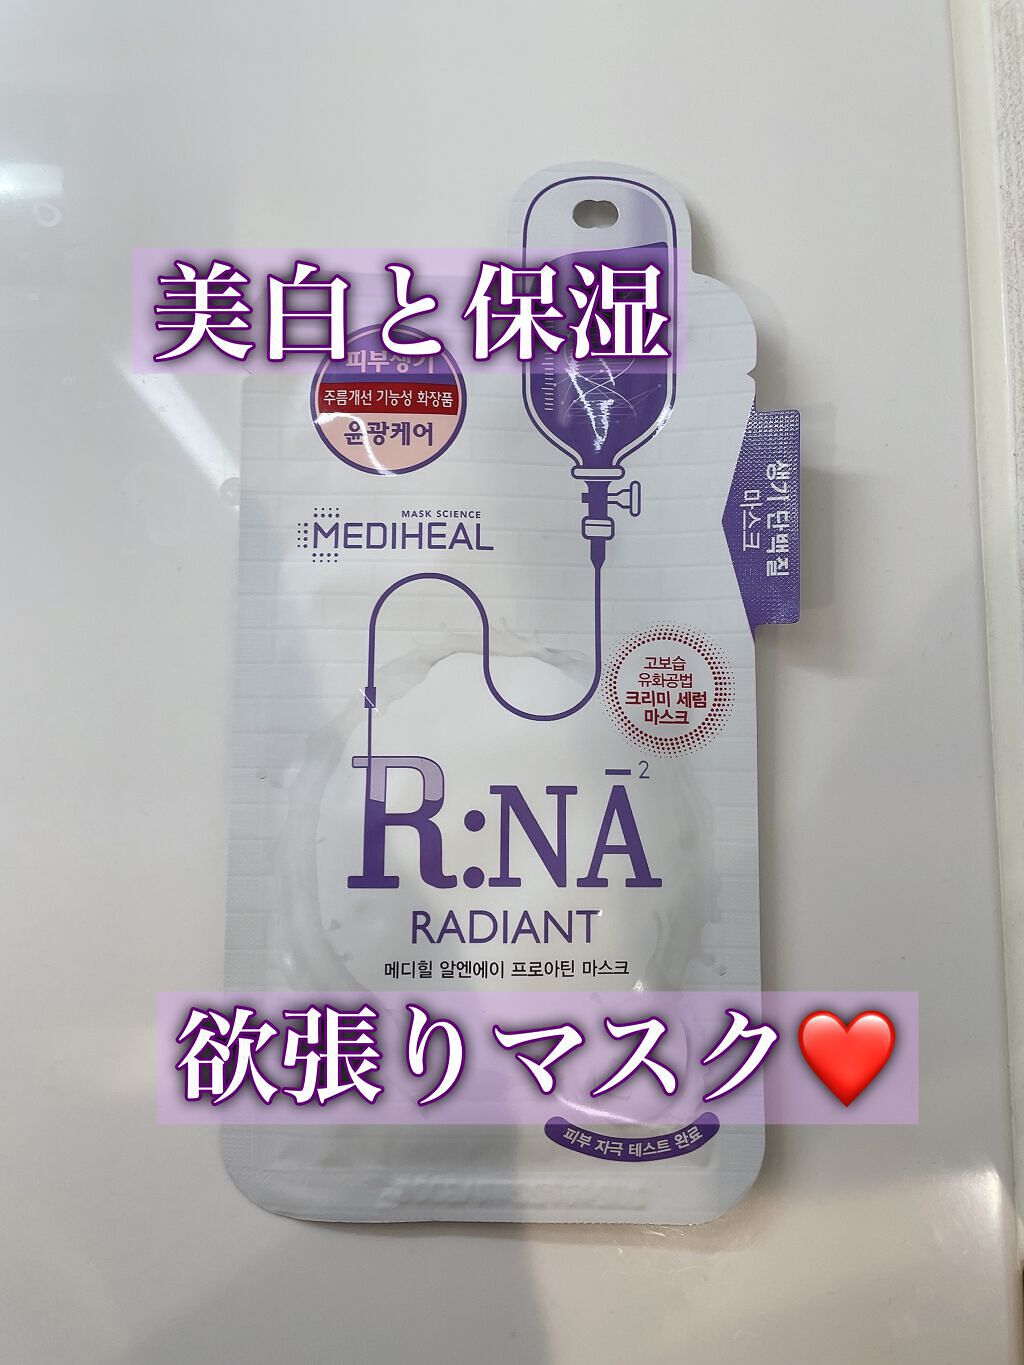 美白と保湿
피부생기
주름개선 기능성 화장품
윤광케어
MASK SCIENCE
MEDIHEAL
생기 단백질
마스크
고보습
유화공법
크리미 세럼
마스크
R:NĀ²
RADIANT
메디힐 알엔에이 프로아틴 마스크
欲張りマスク❤️
피부 자극 테스트 완료